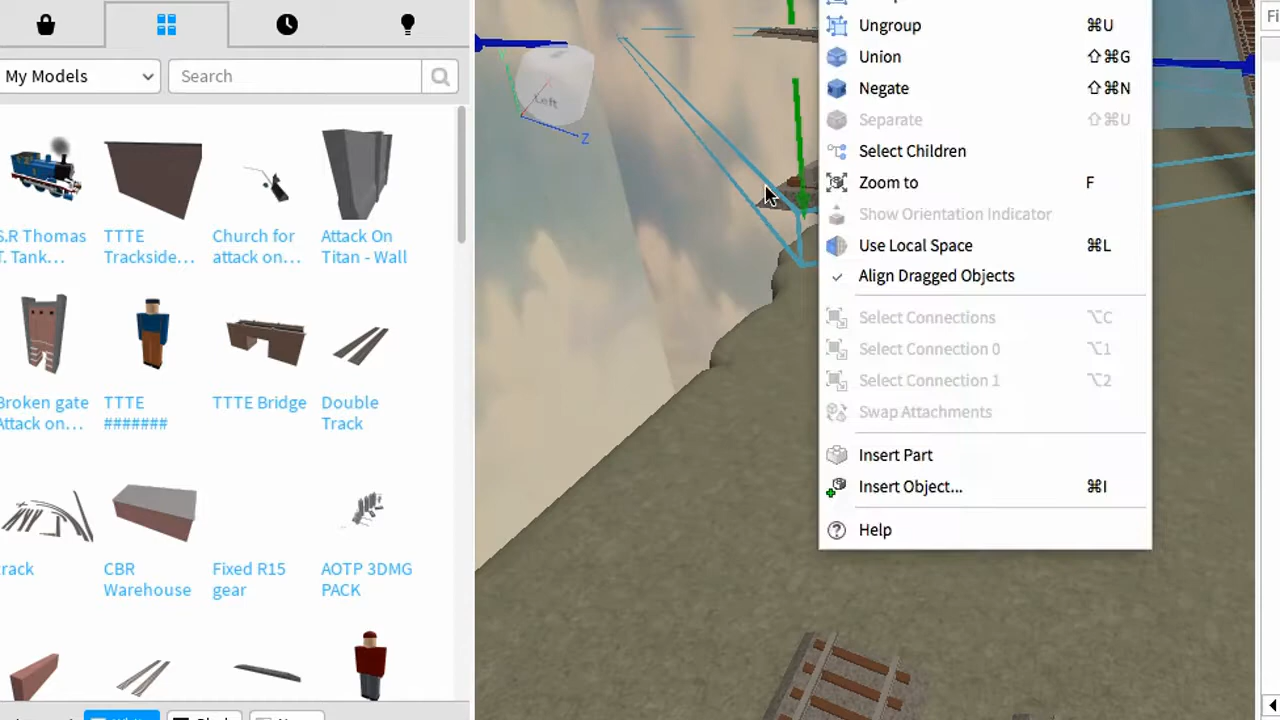 My Models
Search
S.R Thomas
T. Tank...
TTTE
Trackside...
Church for
attack on...
Attack On
Titan - Wall
Broken gate
Attack on...
TTTE
#######
TTTE Bridge
Double
Track
rack
CBR
Warehouse
Fixed R15
gear
AOTP 3DMG
PACK
Left
Z
Ungroup ⌘U
Union ⇧⌘G
Negate ⇧⌘N
Separate ⇧⌘U
Select Children
Zoom to F
Show Orientation Indicator
Use Local Space ⌘L
Align Dragged Objects
Select Connections ⌥C
Select Connection 0 ⌥1
Select Connection 1 ⌥2
Swap Attachments
Insert Part
Insert Object... ⌘I
Help
Fi